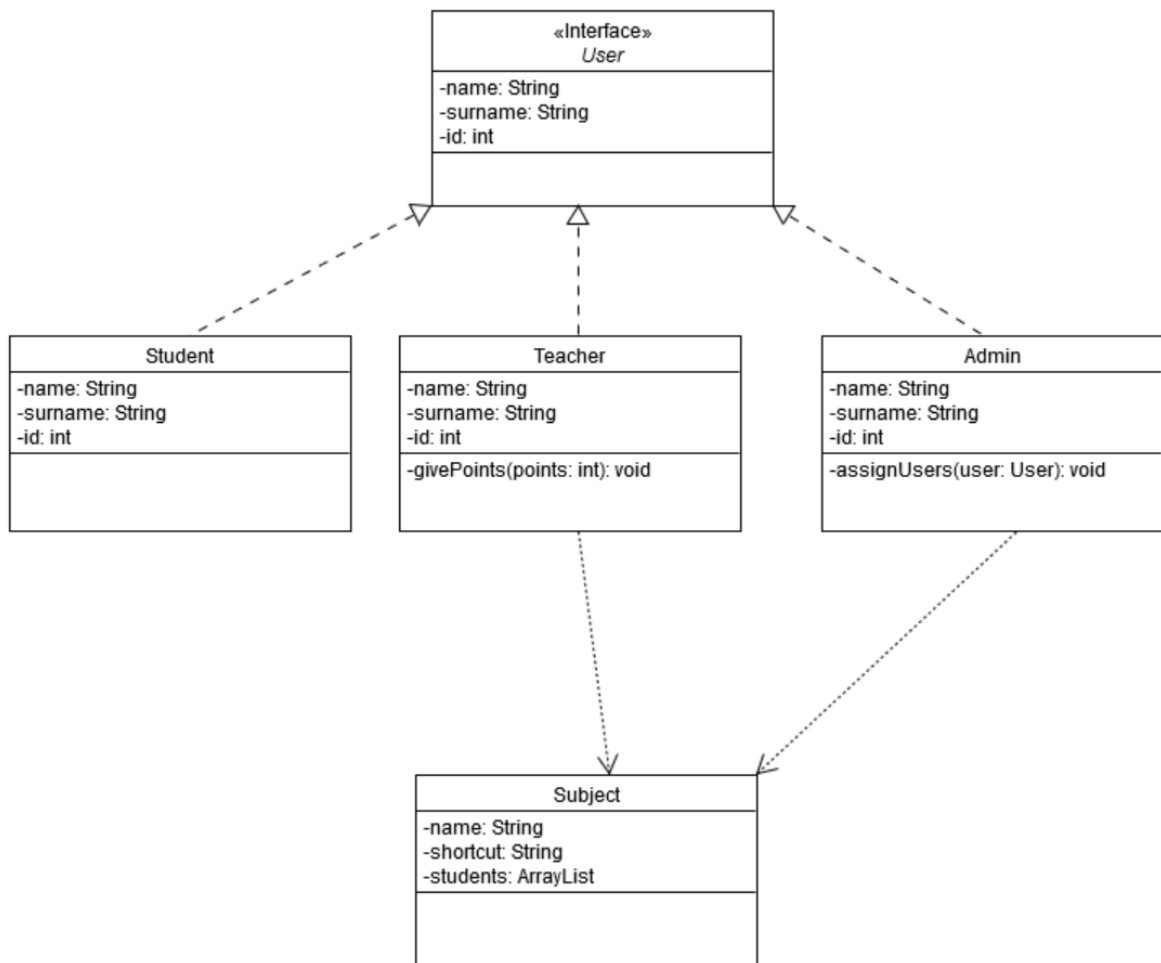 «Interface»
User
-name: String
-surname: String
-id: int
Student
-name: String
-surname: String
-id: int
Teacher
-name: String
-surname: String
-id: int
-givePoints(points: int): void
Admin
-name: String
-surname: String
-id: int
-assignUsers(user: User): void
Subject
-name: String
-shortcut: String
-students: ArrayList